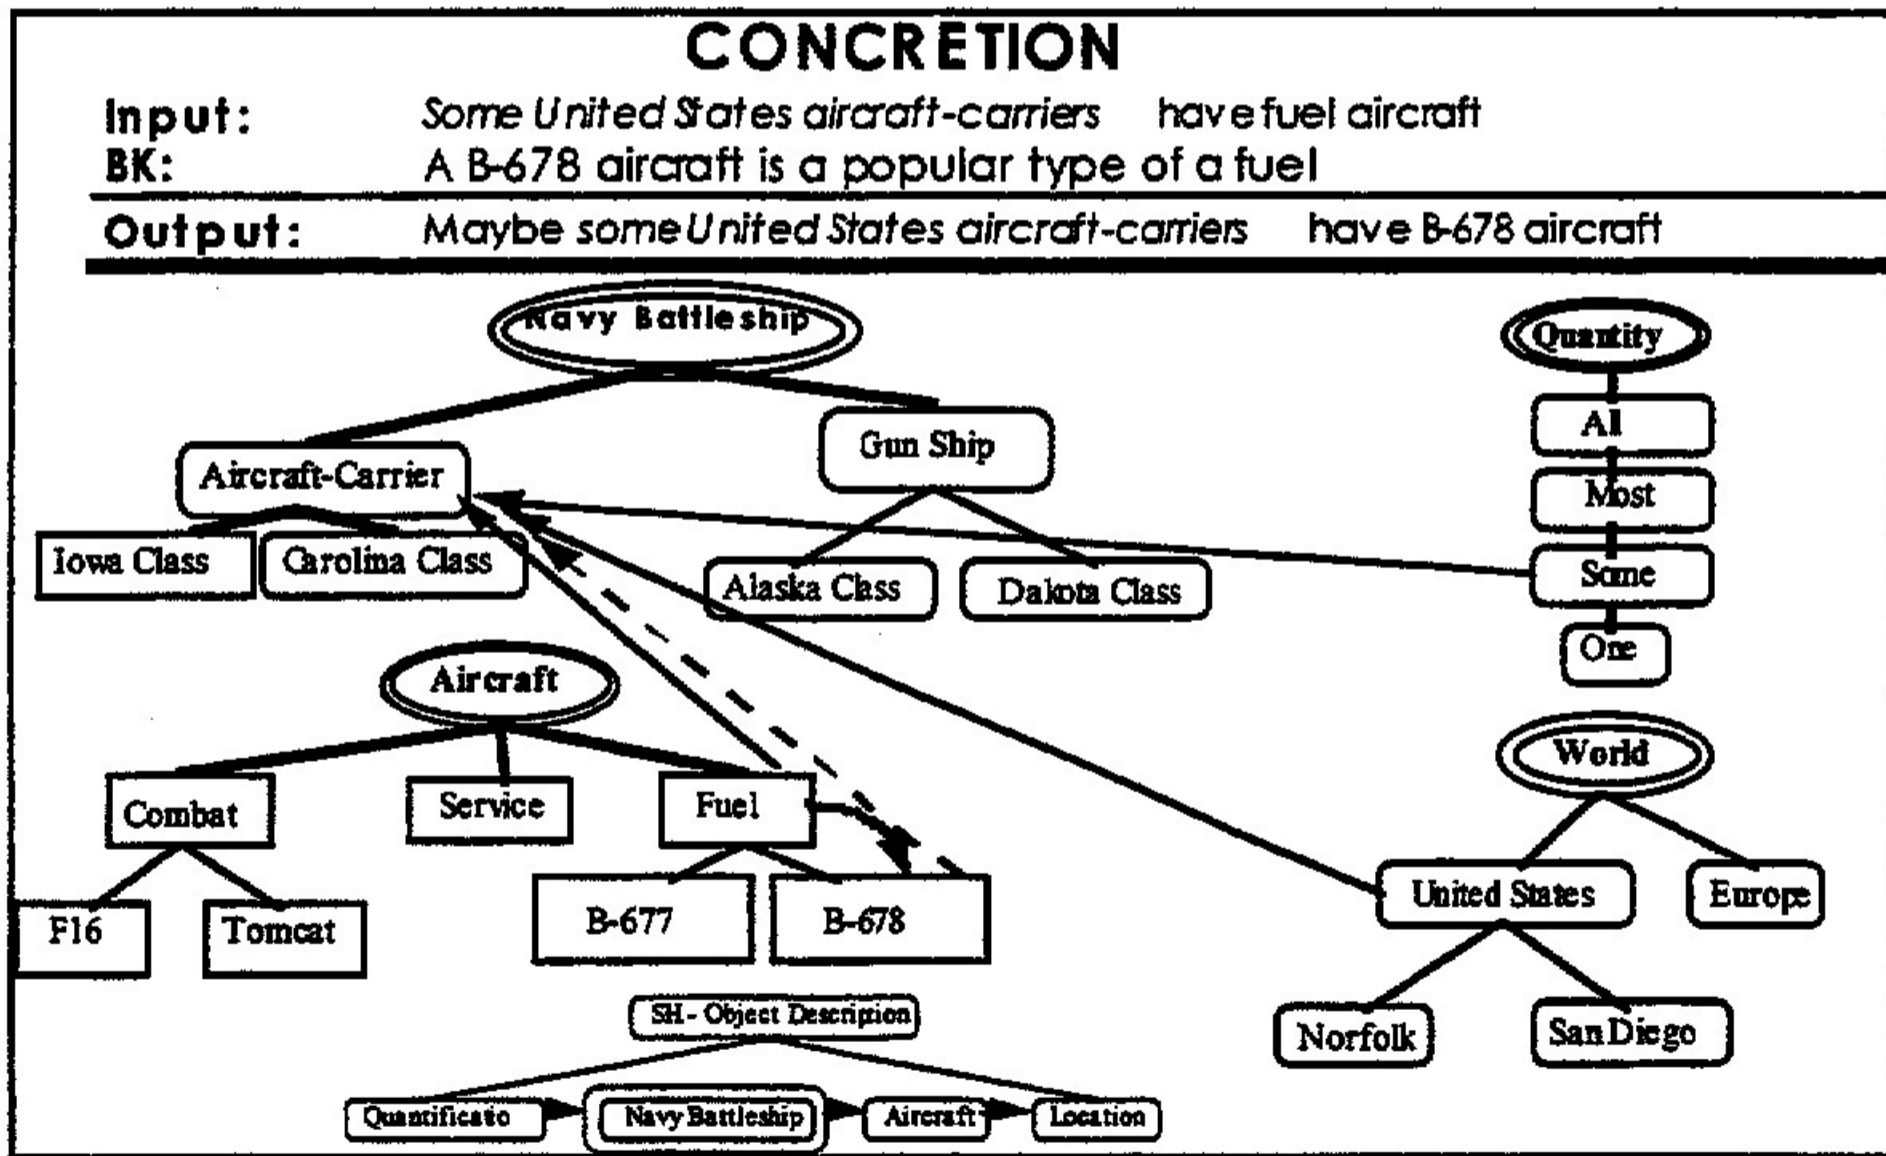 CONCRETION
Input: Some United States aircraft-carriers have fuel aircraft
BK: A B-678 aircraft is a popular type of a fuel
Output: Maybe some United States aircraft-carriers have B-678 aircraft
Navy Battleship
Quantity
All
Gun Ship
Aircraft-Carrier
Most
Iowa Class
Carolina Class
Some
Alaska Class
Dakota Class
One
Aircraft
World
Combat
Service
Fuel
United States
Europe
F16
Tomcat
B-677
B-678
SH - Object Description
Norfolk
San Diego
Quantificatio
Navy Battleship
Aircraft
Location